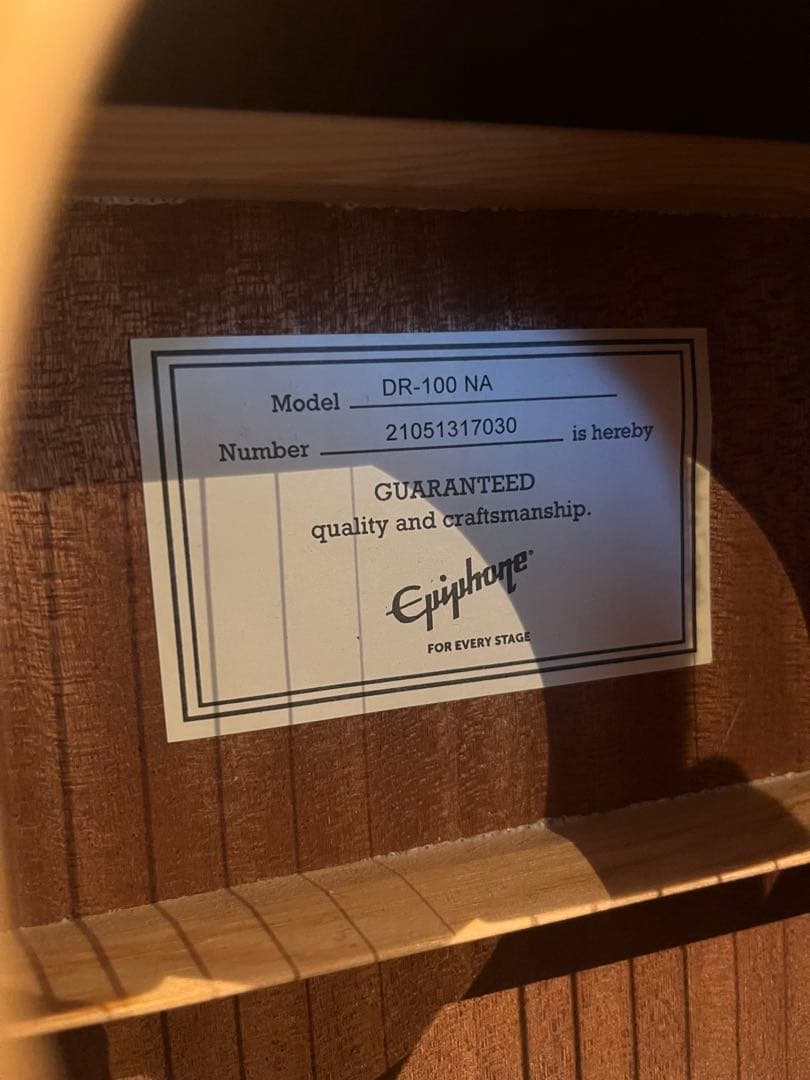 Model DR-100 NA
Number 21051317030 is hereby
GUARANTEED
quality and craftsmanship.
Epiphone®
FOR EVERY STAGE